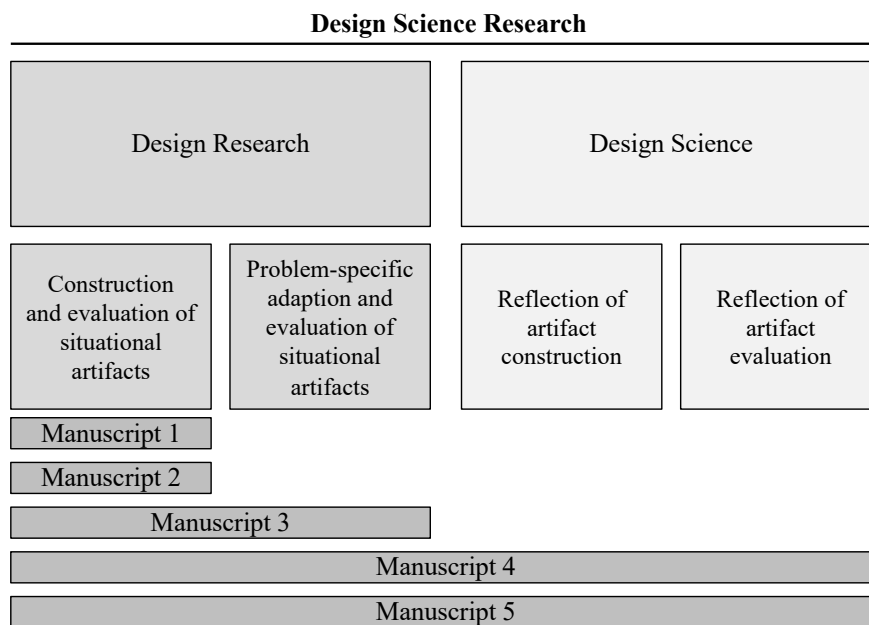 Design Science Research
Design Research
Design Science
Construction
and evaluation of
situational
artifacts
Problem-specific
adaption and
evaluation of
situational
artifacts
Reflection of
artifact
construction
Reflection of
artifact
evaluation
Manuscript 1
Manuscript 2
Manuscript 3
Manuscript 4
Manuscript 5